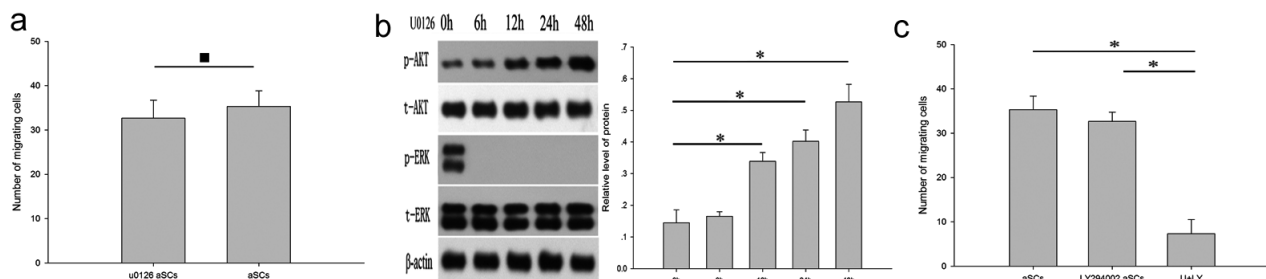 a
50
40
30
20
10
0
Number of migrating cells
■
u0126 aSCs
aSCs
b
U0126 0h 6h 12h 24h 48h
p-AKT
t-AKT
p-ERK
t-ERK
β-actin
.7
.6
.5
.4
.3
.2
.1
0.0
Relative level of protein
*
*
*
c
50
40
30
20
10
0
Number of migrating cells
*
*
aSCs
LY294002 aSCs
U+LY